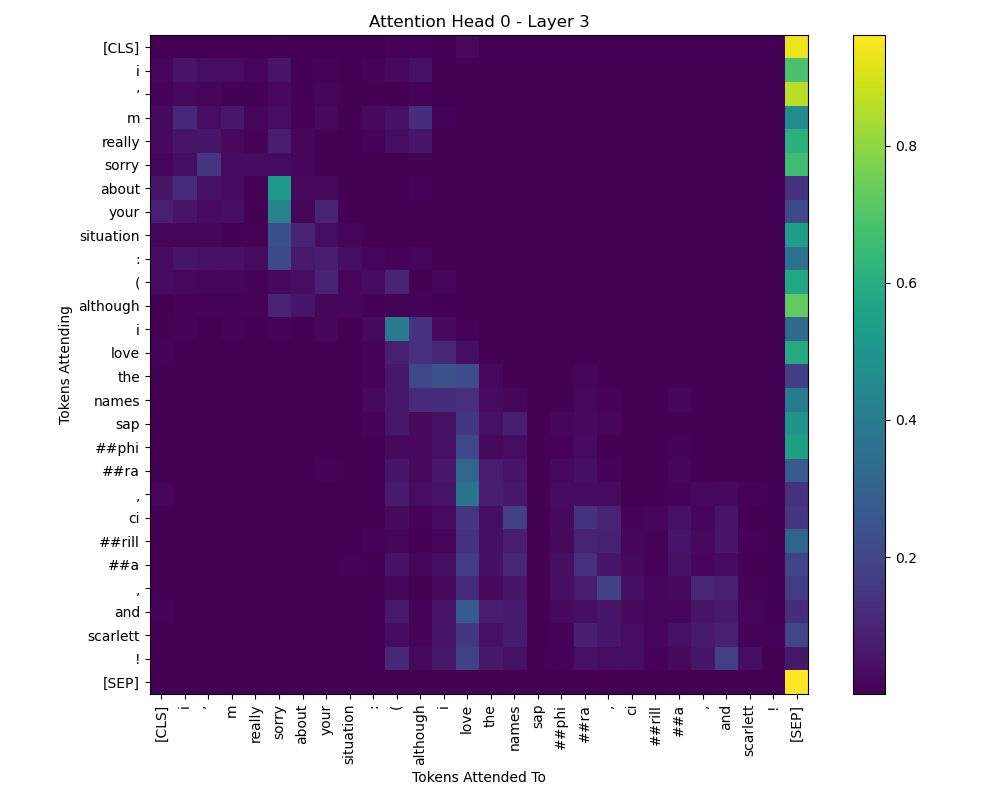 Attention Head 0 - Layer 3
Tokens Attending
[CLS]
i
’
m
really
sorry
about
your
situation
:
(
although
i
love
the
names
sap
##phi
##ra
,
ci
##rill
##a
,
and
scarlett
!
[SEP]
[CLS]
i
’
m
really
sorry
about
your
situation
:
(
although
i
love
the
names
sap
##phi
##ra
,
ci
##rill
##a
,
and
scarlett
!
[SEP]
Tokens Attended To
0.8
0.6
0.4
0.2